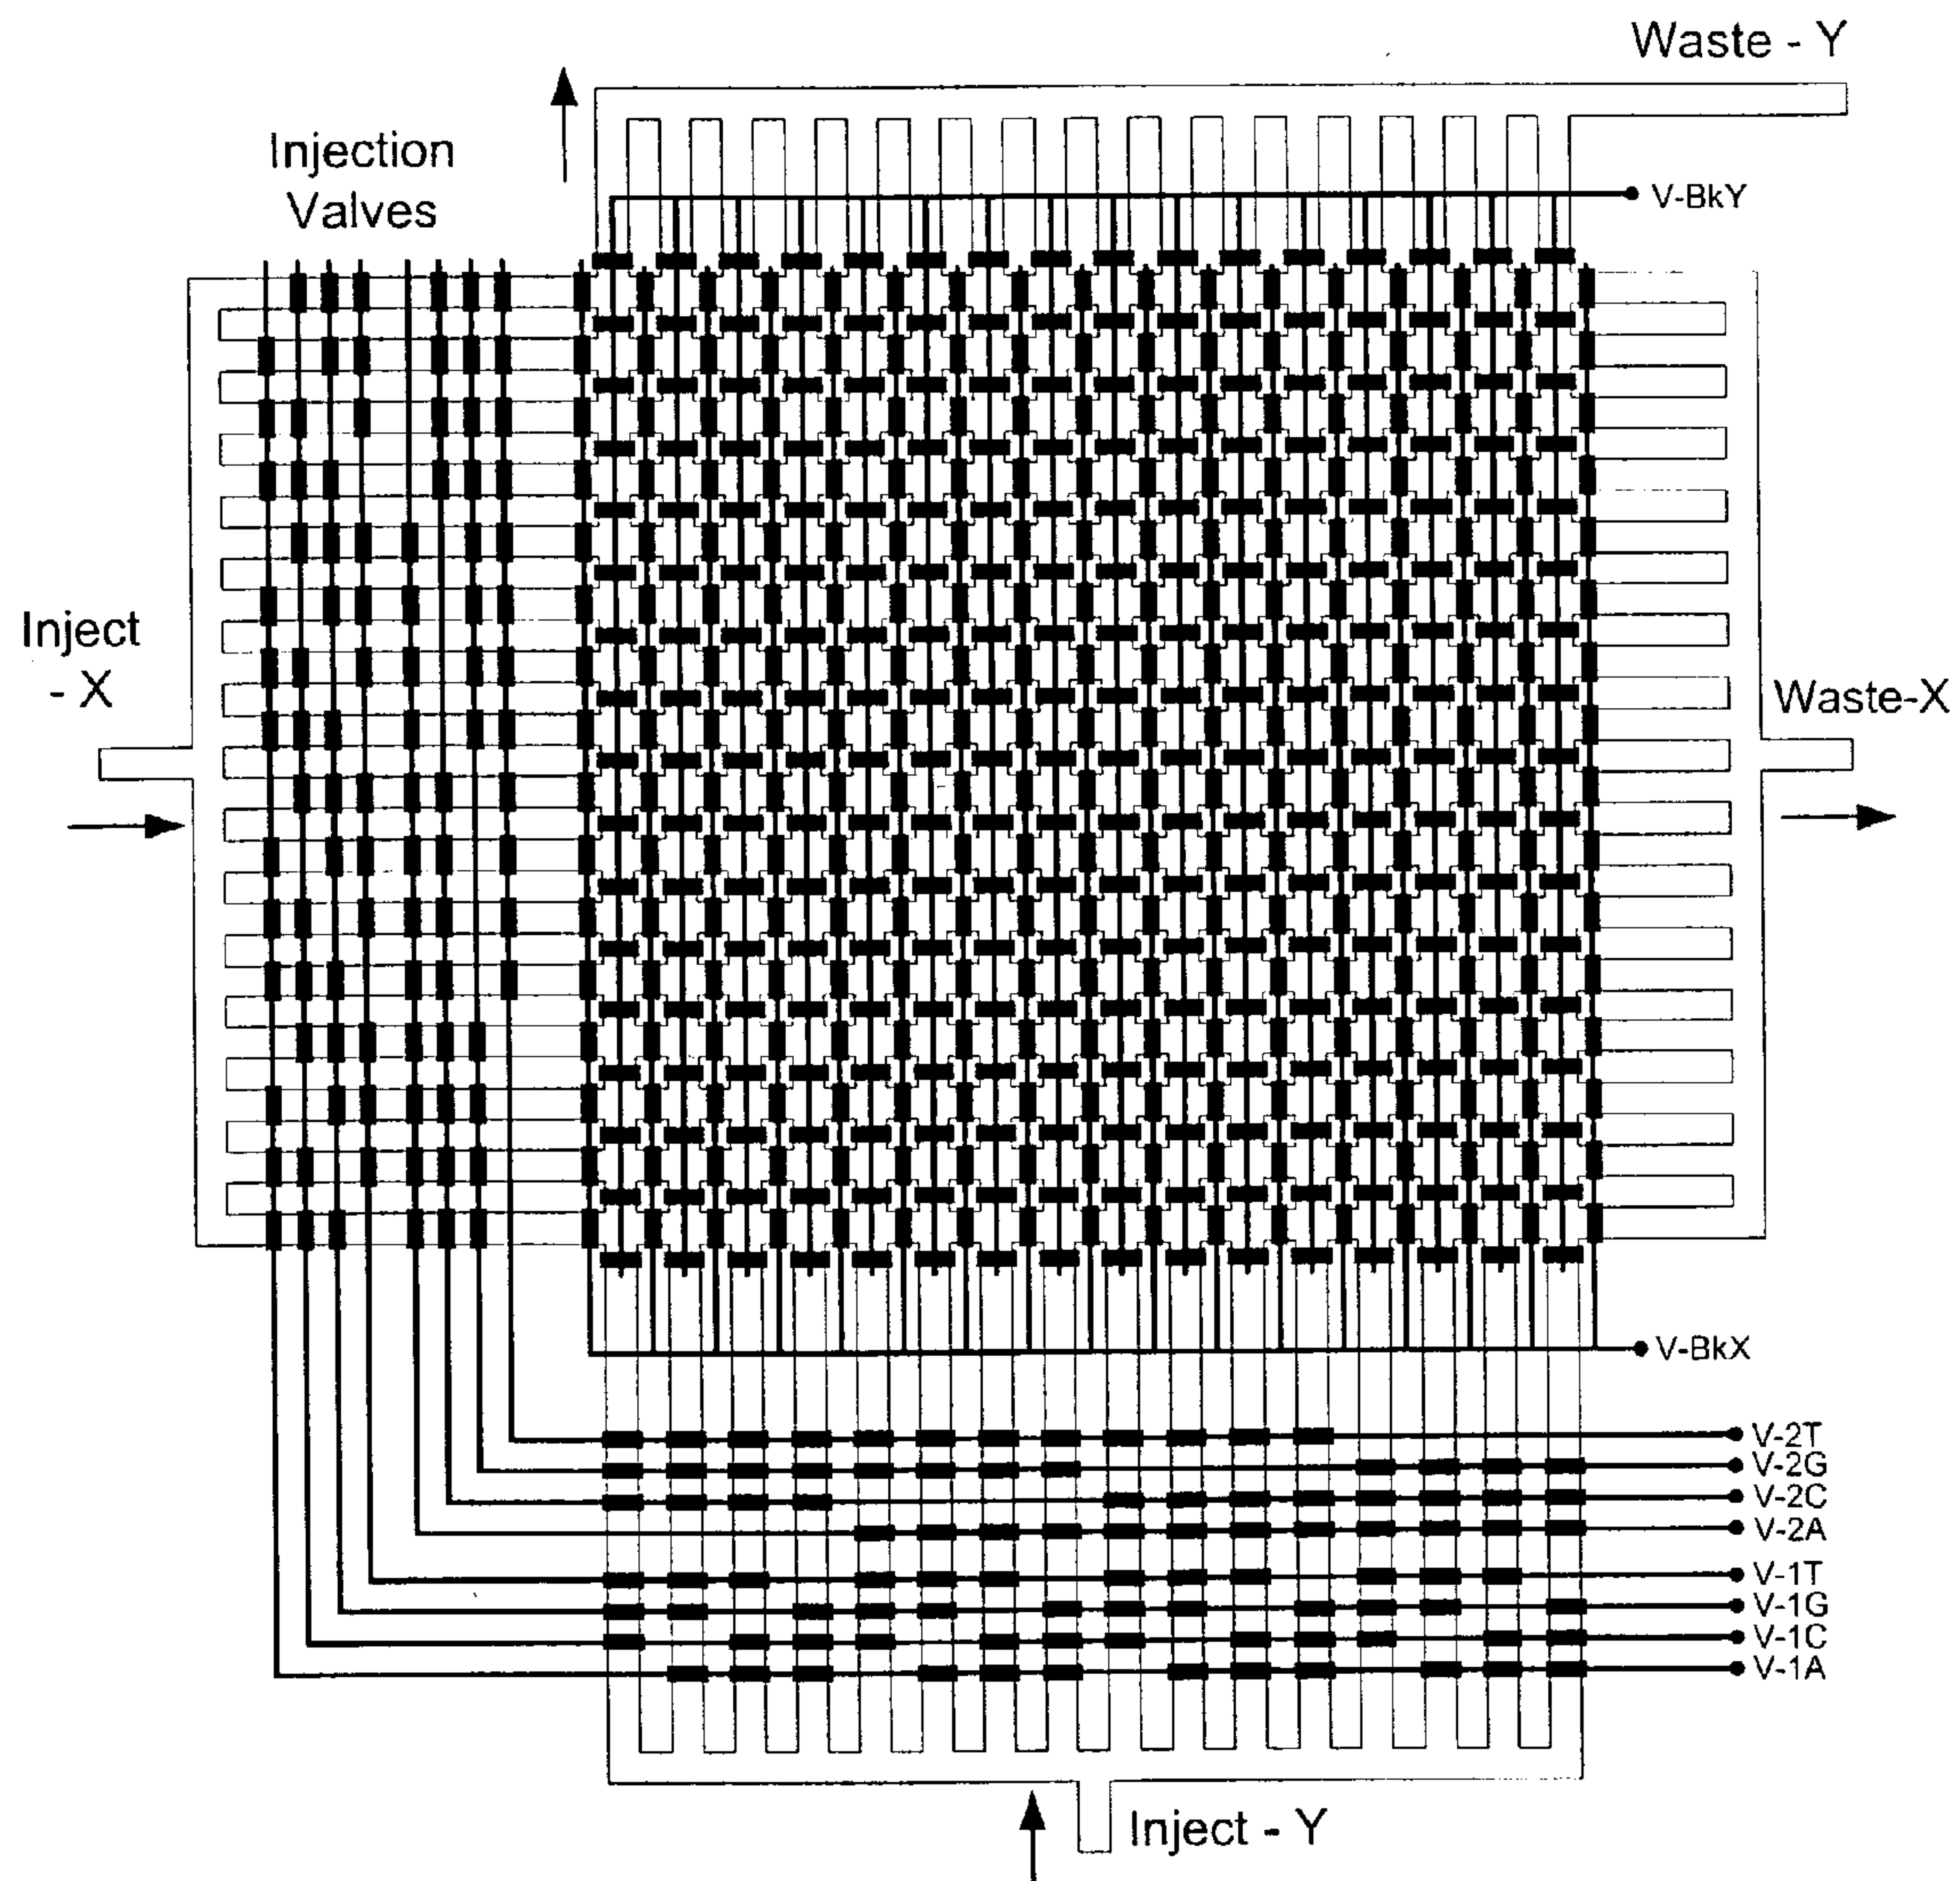 Waste - Y
Injection
Valves
V-BkY
Inject
- X
Waste-X
V-BkX
V-2T
V-2G
V-2C
V-2A
V-1T
V-1G
V-1C
V-1A
Inject - Y